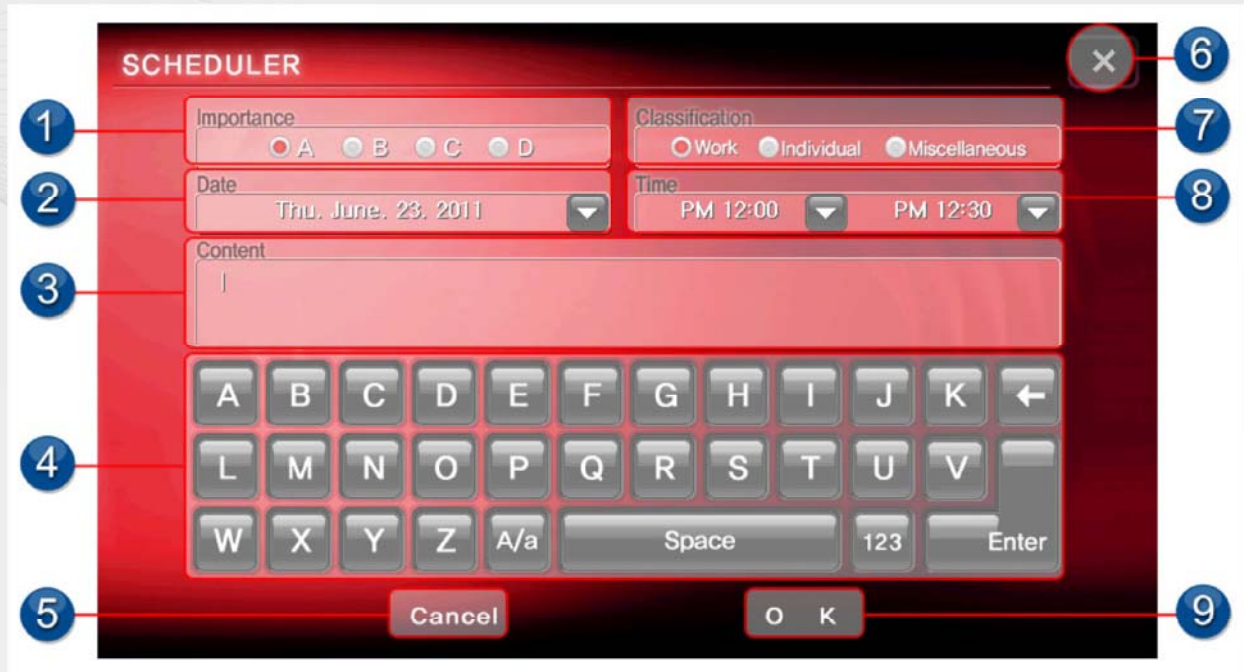 SCHEDULER
6
1
Importance
A B C D
Classification
Work Individual Miscellaneous
7
2
Date
Thu. June. 23. 2011
Time
PM 12:00 PM 12:30
8
Content
3
A B C D E F G H I J K
4
L M N O P Q R S T U V
W X Y Z A/a Space 123 Enter
5
Cancel
O K
9